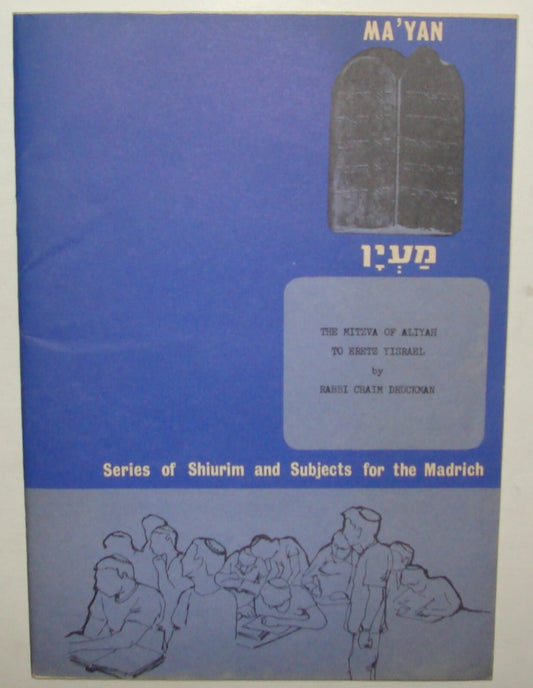 MA'YAN
מַעְיָן
THE MITZVA OF ALIYAH
TO ERETZ YISRAEL
by
RABBI CHAIM DRUCKMAN
Series of Shiurim and Subjects for the Madrich